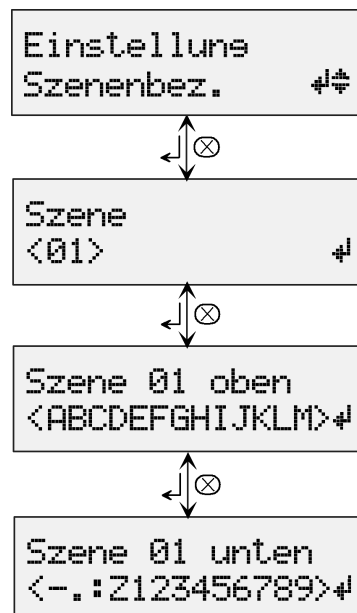 Einstellung
Szenenbez. ↲≑
↲ ⊗
Szene
<01> ↲
↲ ⊗
Szene 01 oben
<ABCDEFGHIJKLM>↲
↲ ⊗
Szene 01 unten
<-.:Z123456789>↲